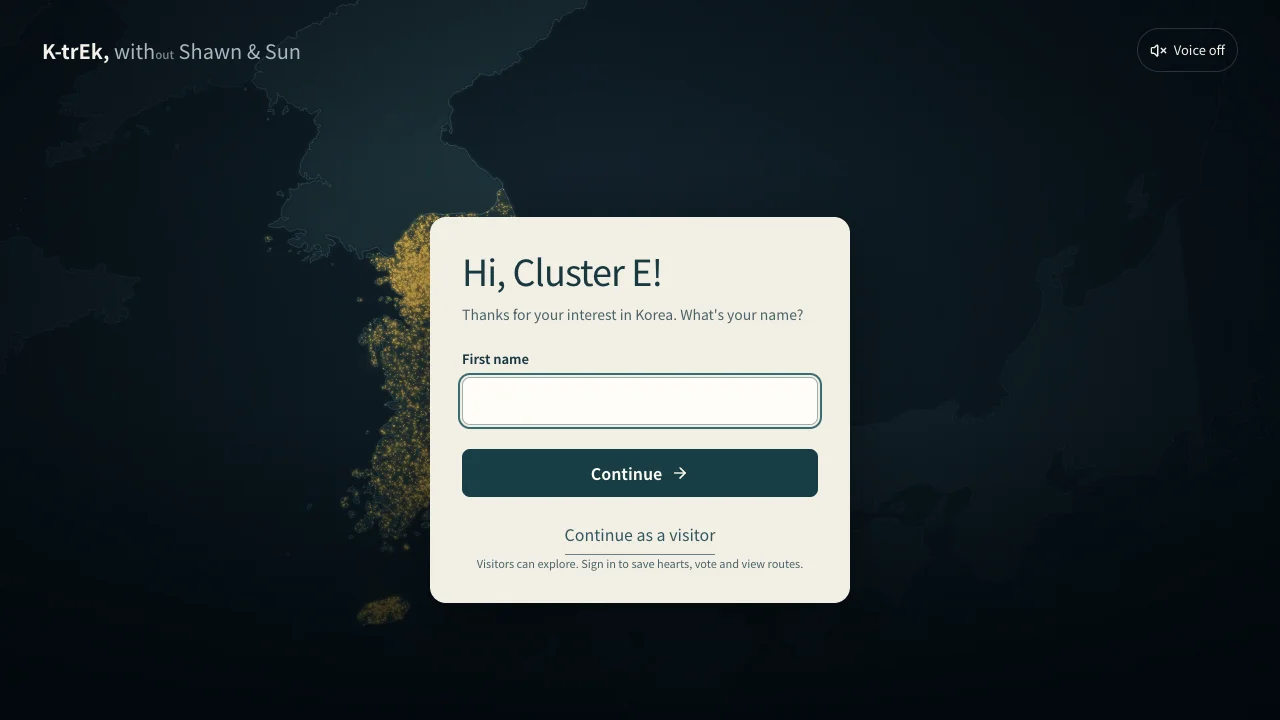 K-trEk, without Shawn & Sun
Voice off
Hi, Cluster E!
Thanks for your interest in Korea. What's your name?
First name
Continue →
Continue as a visitor
Visitors can explore. Sign in to save hearts, vote and view routes.